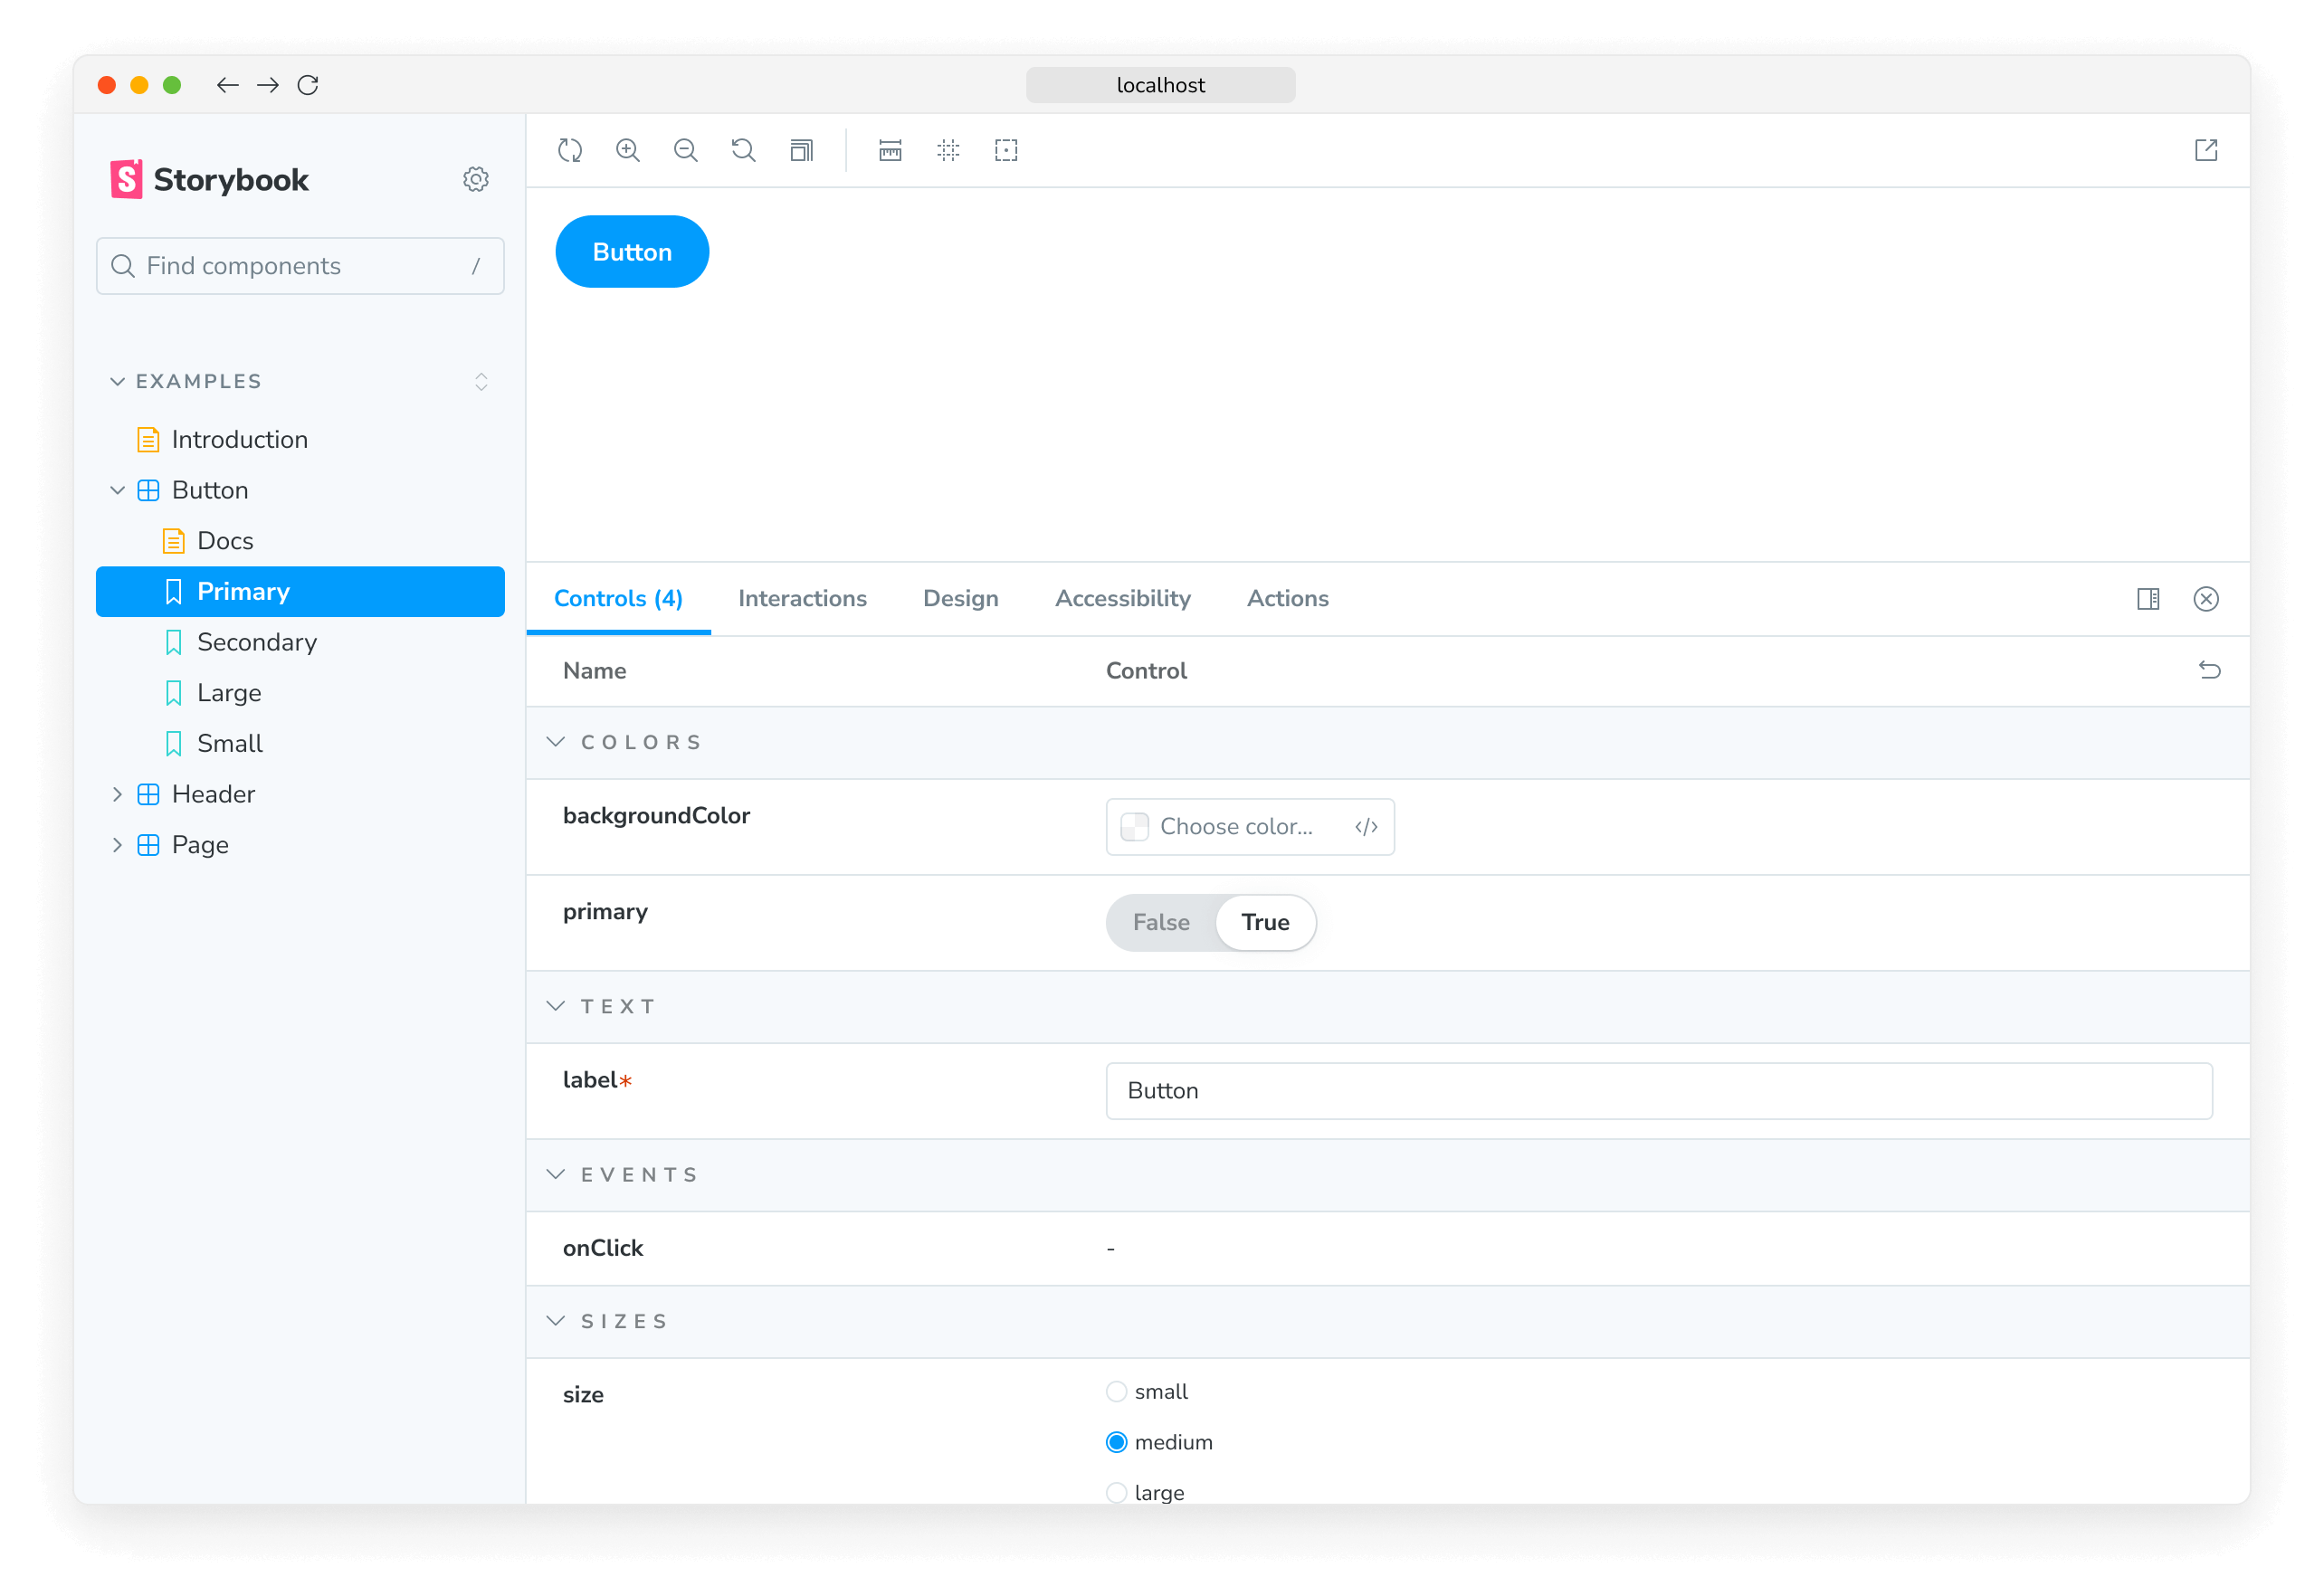 localhost
Storybook
Find components /
EXAMPLES
Introduction
Button
Docs
Primary
Secondary
Large
Small
Header
Page
Button
Controls (4) Interactions Design Accessibility Actions
Name Control
COLORS
backgroundColor Choose color...
primary False True
TEXT
label* Button
EVENTS
onClick -
SIZES
size small
medium
large